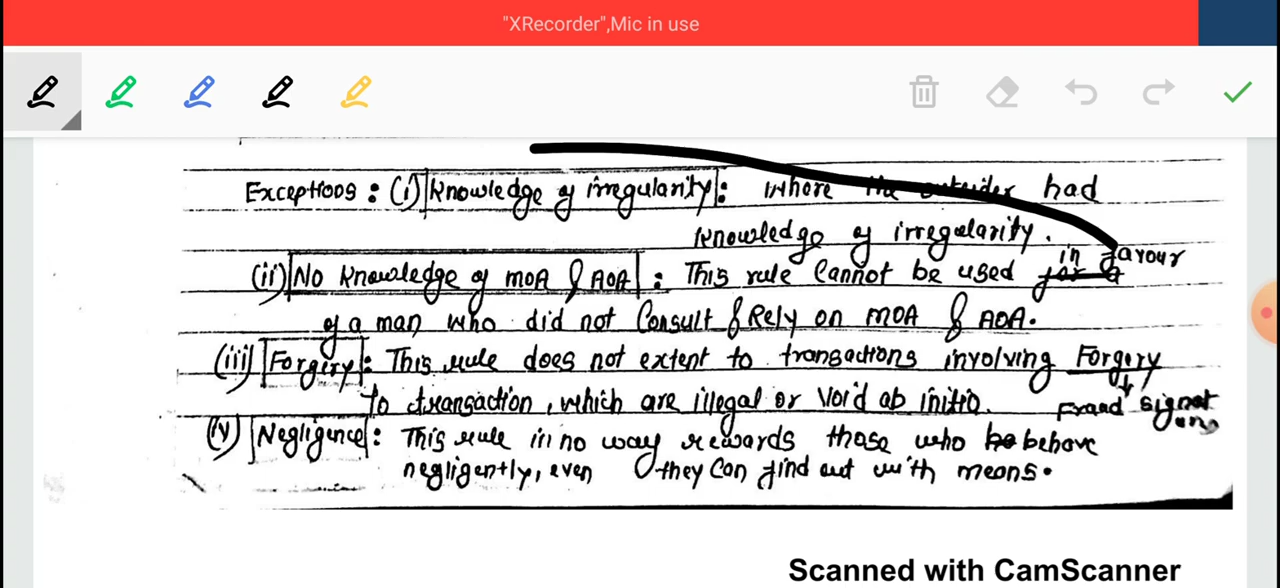 "XRecorder",Mic in use
Exceptions : (i) Knowledge of irregularity : Where the outsider had
knowledge of irregularity.
(ii) No Knowledge of MOA & AOA : This rule Cannot be used in favour
of a man who did not Consult & Rely on MOA & AOA.
(iii) Forgery : This rule does not extent to transactions involving Forgery
To transaction, which are illegal or Void ab initio. Fraud signat
(iv) Negligence : This rule in no way rewards those who behave
negligently, even they can find out with means.
Scanned with CamScanner